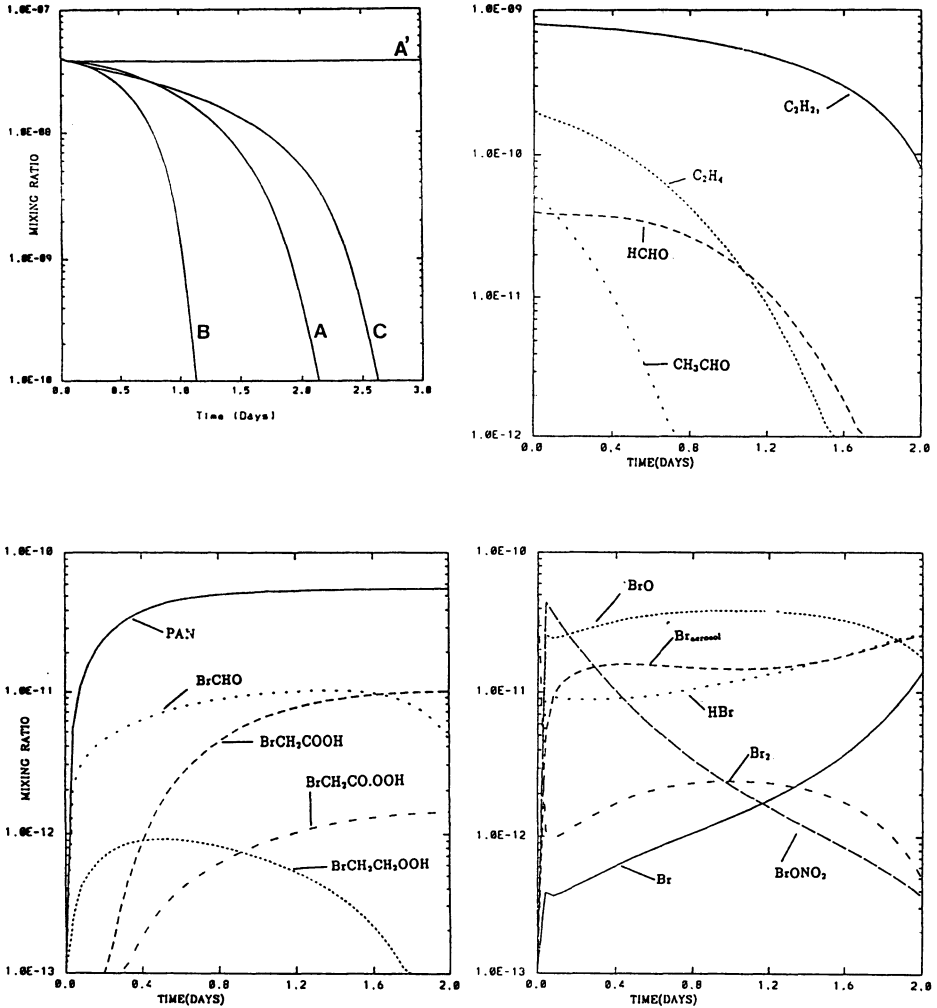 1.0E-07
1.0E-08
1.0E-09
1.0E-10
MIXING RATIO
A'
B
A
C
0.0 0.5 1.0 1.5 2.0 2.5 3.0
Time (Days)
1.0E-09
1.0E-10
1.0E-11
1.0E-12
C₂H₂,
C₂H₄
HCHO
CH₃CHO
0.0 0.4 0.8 1.2 1.6 2.0
TIME(DAYS)
1.0E-10
1.0E-11
1.0E-12
1.0E-13
MIXING RATIO
PAN
BrCHO
BrCH₂COOH
BrCH₂CO.OOH
BrCH₂CH₂OOH
0.0 0.4 0.8 1.2 1.6 2.0
TIME(DAYS)
1.0E-10
1.0E-11
1.0E-12
1.0E-13
BrO
Br aerosol
HBr
Br₂
BrONO₂
Br
0.0 0.4 0.8 1.2 1.6 2.0
TIME(DAYS)